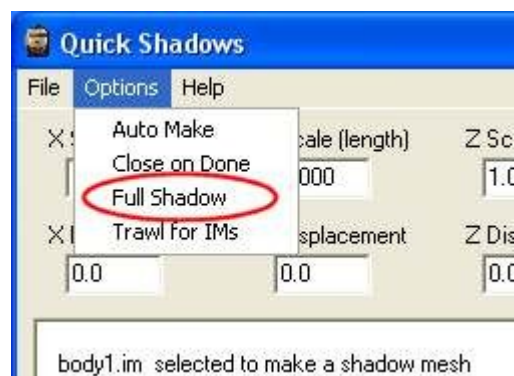 Quick Shadows
File Options Help
Auto Make
Close on Done
Full Shadow
Trawl for IMs
X cale (length) Z Sc
000 1.0
X splacement Z Dis
0.0 0.0 0.0
body1.im selected to make a shadow mesh